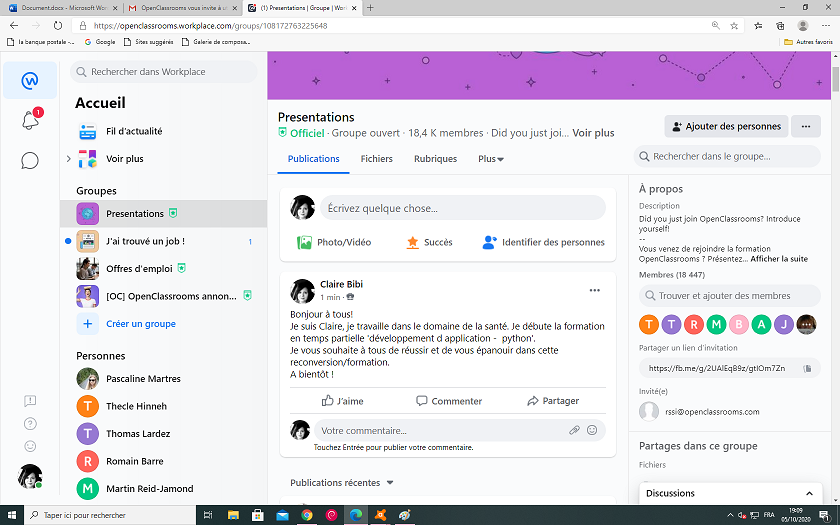 Document.docx - Microsoft Wor
OpenClassrooms vous invite à s
(1) Presentations | Groupe | Wor
https://openclassrooms.workplace.com/groups/108172763225648
la banque postale -...
Google
Sites suggérés
Galerie de composa...
Autres favoris
Rechercher dans Workplace
Accueil
1
Fil d'actualité
Voir plus
Groupes
Presentations
J'ai trouvé un job !
1
Offres d'emploi
[OC] OpenClassrooms annon...
Créer un groupe
Personnes
Pascaline Martres
T
Thecle Hinneh
T
Thomas Lardez
R
Romain Barre
M
Martin Reid-Jamond
Presentations
Officiel · Groupe ouvert · 18,4 K membres · Did you just joi... Voir plus
Ajouter des personnes
Publications
Fichiers
Rubriques
Plus
Rechercher dans le groupe...
Écrivez quelque chose...
Photo/Vidéo
Succès
Identifier des personnes
Claire Bibi
1 min ·
Bonjour à tous!
Je suis Claire, je travaille dans le domaine de la santé. Je débute la formation
en temps partielle 'développement d application - python'.
Je vous souhaite à tous de réussir et de vous épanouir dans cette
reconversion/formation.
A bientôt !
J'aime
Commenter
Partager
Votre commentaire...
Touchez Entrée pour publier votre commentaire.
Publications récentes
À propos
Description
Did you just join OpenClassrooms? Introduce
yourself!
--
Vous venez de rejoindre la formation
OpenClassrooms ? Présentez... Afficher la suite
Membres (18 447)
Trouver et ajouter des membres
T T R M B A J
Partager un lien d'invitation
https://fb.me/g/2UAlEq89z/gtIOm7Zn
Invité(e)
rssi@openclassrooms.com
Partages dans ce groupe
Fichiers
Discussions
Taper ici pour rechercher
FRA
19:09
05/10/2020